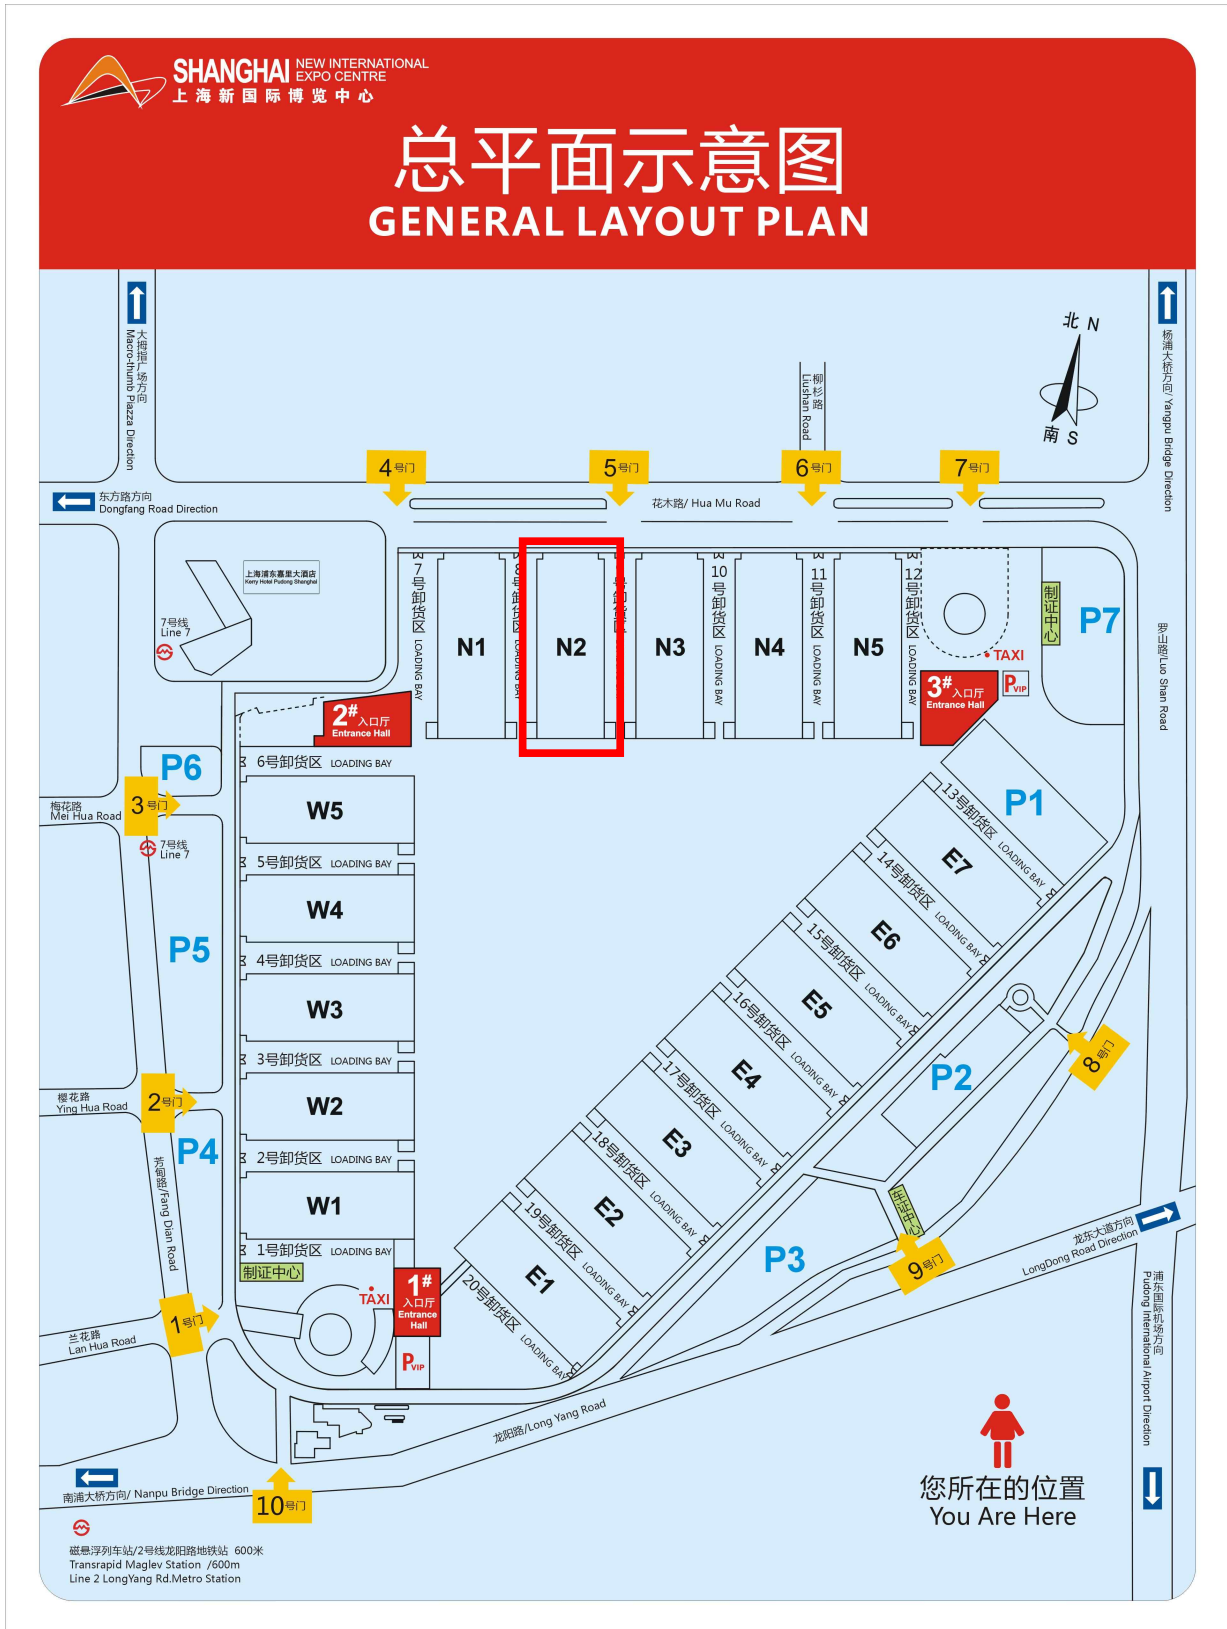 SHANGHAI NEW INTERNATIONAL
EXPO CENTRE
上海新国际博览中心
总平面示意图
GENERAL LAYOUT PLAN
北 N
南 S
大拇指广场方向
Macro-thumb Piazza Direction
杨浦大桥方向/ Yangpu Bridge Direction
柳杉路
Liushan Road
4号门
5号门
6号门
7号门
东方路方向
Dongfang Road Direction
花木路/ Hua Mu Road
上海浦东嘉里大酒店
Kerry Hotel Pudong Shanghai
7号线
Line 7
7号卸货区 LOADING BAY
N1
8号卸货区 LOADING BAY
N2
号卸货区 LOADING BAY
N3
10号卸货区 LOADING BAY
N4
11号卸货区 LOADING BAY
N5
12号卸货区 LOADING BAY
制证中心
P7
TAXI
PVIP
3#入口厅
Entrance Hall
罗山路/Luo Shan Road
2#入口厅
Entrance Hall
P6
6号卸货区 LOADING BAY
3号门
梅花路
Mei Hua Road
7号线
Line 7
W5
5号卸货区 LOADING BAY
W4
P5
4号卸货区 LOADING BAY
W3
3号卸货区 LOADING BAY
樱花路
Ying Hua Road
2号门
W2
P4
2号卸货区 LOADING BAY
W1
芳甸路/Fang Dian Road
1号卸货区 LOADING BAY
制证中心
P1
13号卸货区 LOADING BAY
E7
14号卸货区 LOADING BAY
E6
15号卸货区 LOADING BAY
E5
16号卸货区 LOADING BAY
E4
17号卸货区 LOADING BAY
E3
18号卸货区 LOADING BAY
E2
19号卸货区 LOADING BAY
E1
20号卸货区 LOADING BAY
P2
8号门
车证中心
9号门
P3
龙东大道方向
LongDong Road Direction
浦东国际机场方向
Pudong International Airport Direction
TAXI
1#
入口厅
Entrance
Hall
PVIP
1号门
兰花路
Lan Hua Road
龙阳路/Long Yang Road
南浦大桥方向/ Nanpu Bridge Direction
10号门
您所在的位置
You Are Here
磁悬浮列车站/2号线龙阳路地铁站 600米
Transrapid Maglev Station /600m
Line 2 LongYang Rd.Metro Station